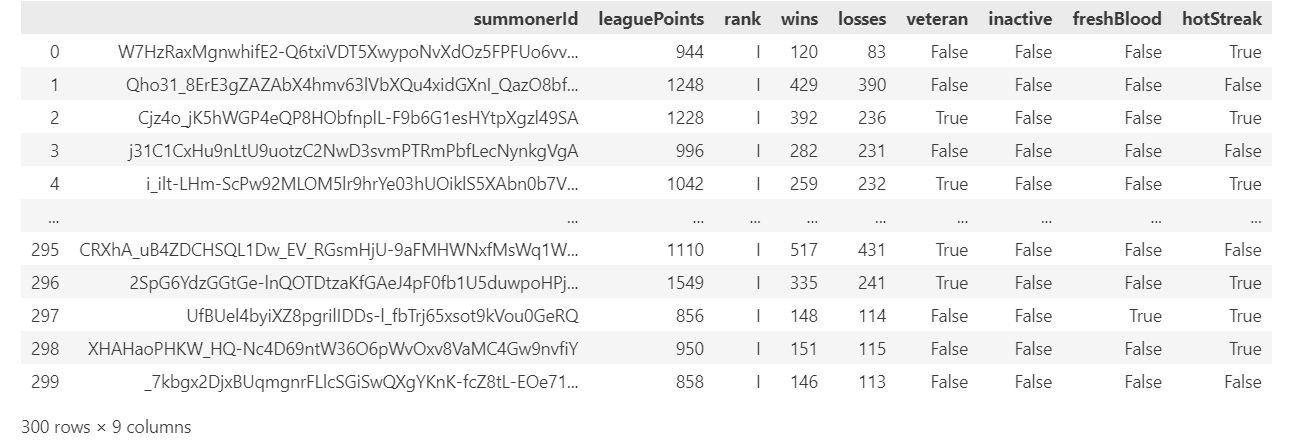 summonerId leaguePoints rank wins losses veteran inactive freshBlood hotStreak
0 W7HzRaxMgnwhifE2-Q6txiVDT5XwypoNvXdOz5FPFUo6vv... 944 I 120 83 False False False True
1 Qho31_8ErE3gZAZAbX4hmv63lVbXQu4xidGXnI_QazO8bf... 1248 I 429 390 False False False False
2 Cjz4o_jK5hWGP4eQP8HObfnplL-F9b6G1esHYtpXgzl49SA 1228 I 392 236 True False False True
3 j31C1CxHu9nLtU9uotzC2NwD3svmPTRmPbfLecNynkgVgA 996 I 282 231 False False False False
4 i_ilt-LHm-ScPw92MLOM5lr9hrYe03hUOiklS5XAbn0b7V... 1042 I 259 232 True False False True
... ... ... ... ... ... ... ... ... ...
295 CRXhA_uB4ZDCHSQL1Dw_EV_RGsmHjU-9aFMHWNxfMsWq1W... 1110 I 517 431 True False False False
296 2SpG6YdzGGtGe-lnQOTDtzaKfGAeJ4pF0fb1U5duwpoHPj... 1549 I 335 241 True False False True
297 UfBUel4byiXZ8pgriIIDDs-l_fbTrj65xsot9kVou0GeRQ 856 I 148 114 False False True True
298 XHAHaoPHKW_HQ-Nc4D69ntW36O6pWvOxv8VaMC4Gw9nvfiY 950 I 151 115 False False False True
299 _7kbgx2DjxBUqmgnrFLlcSGiSwQXgYKnK-fcZ8tL-EOe71... 858 I 146 113 False False False False
300 rows × 9 columns